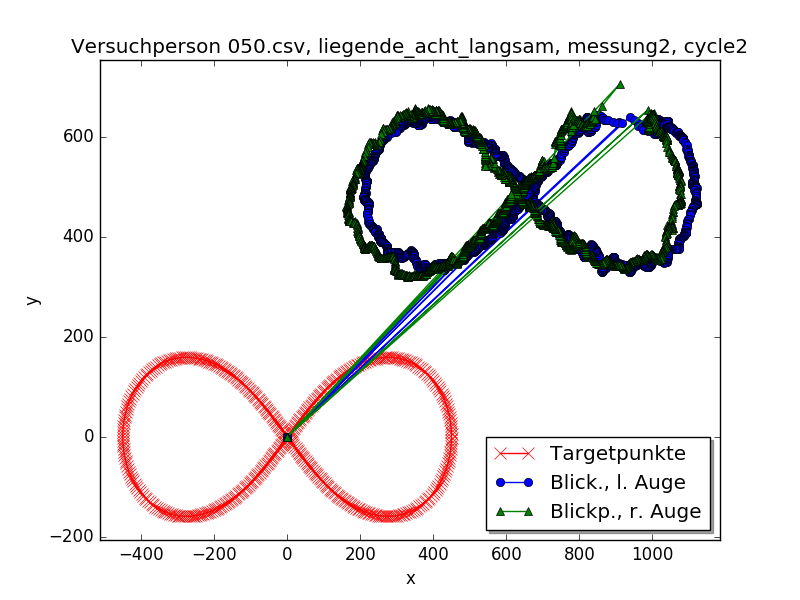 Versuchperson 050.csv, liegende_acht_langsam, messung2, cycle2
y
600
400
200
0
−200
Targetpunkte
Blick., l. Auge
Blickp., r. Auge
−400 −200 0 200 400 600 800 1000
x